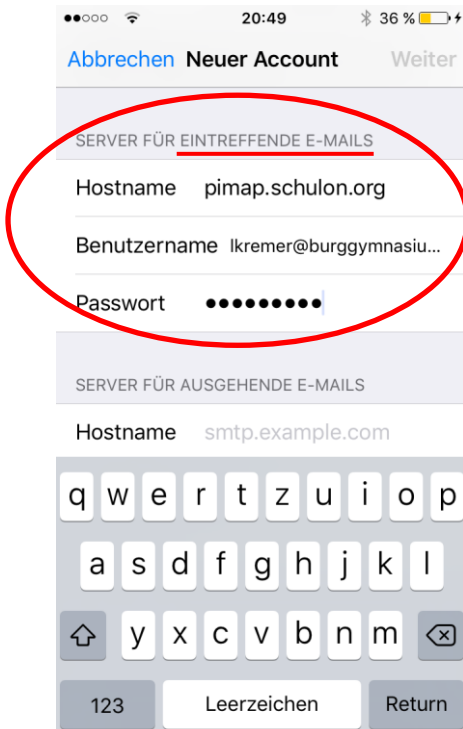 20:49 36 %
Abbrechen Neuer Account Weiter
SERVER FÜR EINTREFFENDE E-MAILS
Hostname pimap.schulon.org
Benutzername lkremer@burggymnasiu...
Passwort ●●●●●●●●●
SERVER FÜR AUSGEHENDE E-MAILS
Hostname smtp.example.com
q w e r t z u i o p
a s d f g h j k l
y x c v b n m
123 Leerzeichen Return